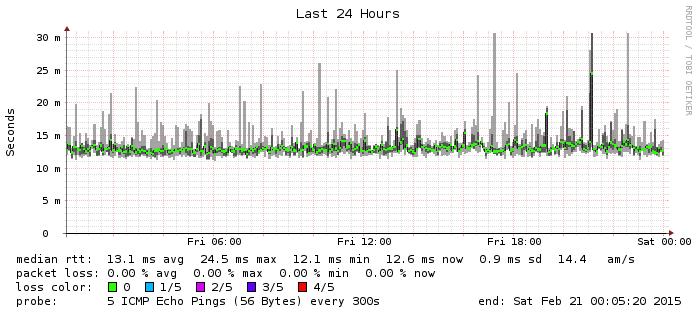 Last 24 Hours
RRDTOOL / TOBI OETIKER
Seconds
30 m
25 m
20 m
15 m
10 m
5 m
0
Fri 06:00 Fri 12:00 Fri 18:00 Sat 00:00
median rtt: 13.1 ms avg 24.5 ms max 12.1 ms min 12.6 ms now 0.9 ms sd 14.4 am/s
packet loss: 0.00 % avg 0.00 % max 0.00 % min 0.00 % now
loss color: 0 1/5 2/5 3/5 4/5
probe: 5 ICMP Echo Pings (56 Bytes) every 300s end: Sat Feb 21 00:05:20 2015